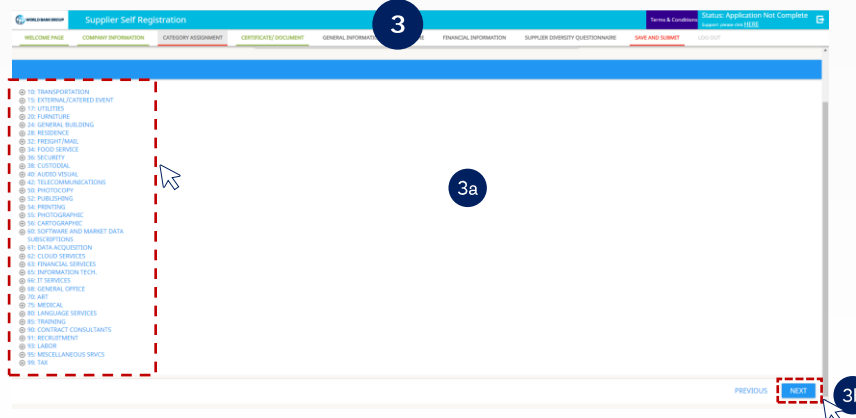 WORLD BANK GROUP
Supplier Self Registration
3
Terms & Conditions
Status: Application Not Complete
Support please click HERE
WELCOME PAGE
COMPANY INFORMATION
CATEGORY ASSIGNMENT
CERTIFICATE/ DOCUMENT
GENERAL INFORMATION
FINANCIAL INFORMATION
SUPPLIER DIVERSITY QUESTIONNAIRE
SAVE AND SUBMIT
LOG OUT
10: TRANSPORTATION
15: EXTERNAL/CATERED EVENT
17: UTILITIES
20: FURNITURE
24: GENERAL BUILDING
28: RESIDENCE
32: FREIGHT/MAIL
34: FOOD SERVICE
36: SECURITY
38: CUSTODIAL
40: AUDIO VISUAL
42: TELECOMMUNICATIONS
50: PHOTOCOPY
52: PUBLISHING
54: PRINTING
55: PHOTOGRAPHIC
56: CARTOGRAPHIC
60: SOFTWARE AND MARKET DATA
SUBSCRIPTIONS
61: DATA ACQUISITION
62: CLOUD SERVICES
63: FINANCIAL SERVICES
65: INFORMATION TECH.
66: IT SERVICES
68: GENERAL OFFICE
70: ART
75: MEDICAL
80: LANGUAGE SERVICES
85: TRAINING
90: CONTRACT CONSULTANTS
91: RECRUITMENT
93: LABOR
95: MISCELLANEOUS SRVCS
99: TAX
3a
PREVIOUS
NEXT